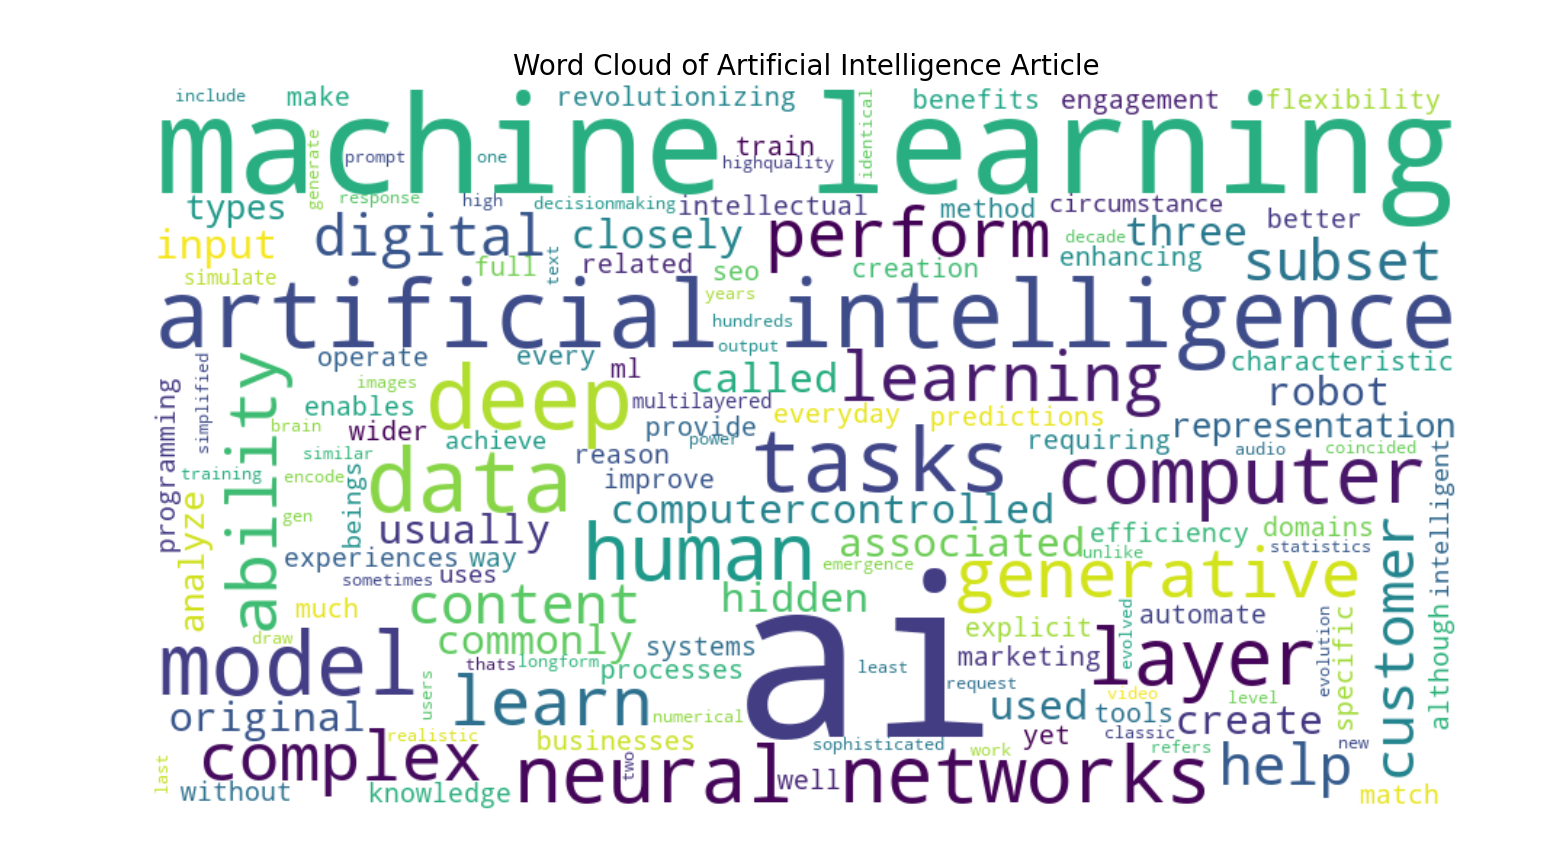 Word Cloud of Artificial Intelligence Article
include
make
revolutionizing
benefits
engagement
flexibility
machine learning
generate
prompt
one
train
highquality
identical
types
response
high
decisionmaking
intellectual
method
circumstance
better
input
digital
closely
perform
decade
three
simulate
full
text
related
seo
creation
enhancing
subset
years
artificial intelligence
hundreds
output
operate
every
ml
called
learning
characteristic
simplified
programming
ability
images
deep
multilayered
everyday
predictions
robot
enables
brain
wider
achieve
provide
power
requiring
representation
training
similar
reason
tasks
audio
coincided
encode
beings
data
improve
computer
intelligent
analyze
gen
usually
computercontrolled
efficiency
domains
experiences
way
human
associated
unlike
statistics
sometimes
uses
emergence
generative
customer
much
content
hidden
ai
automate
evolved
evolution
specific
although
draw
commonly
systems
explicit
model
thats
longform
processes
least
marketing
layer
users
learn
request
video
level
original
numerical
used
tools
create
realistic
businesses
sophisticated
yet
classic
refers
new
last
complex
two
work
help
without
knowledge
neural networks
well
match